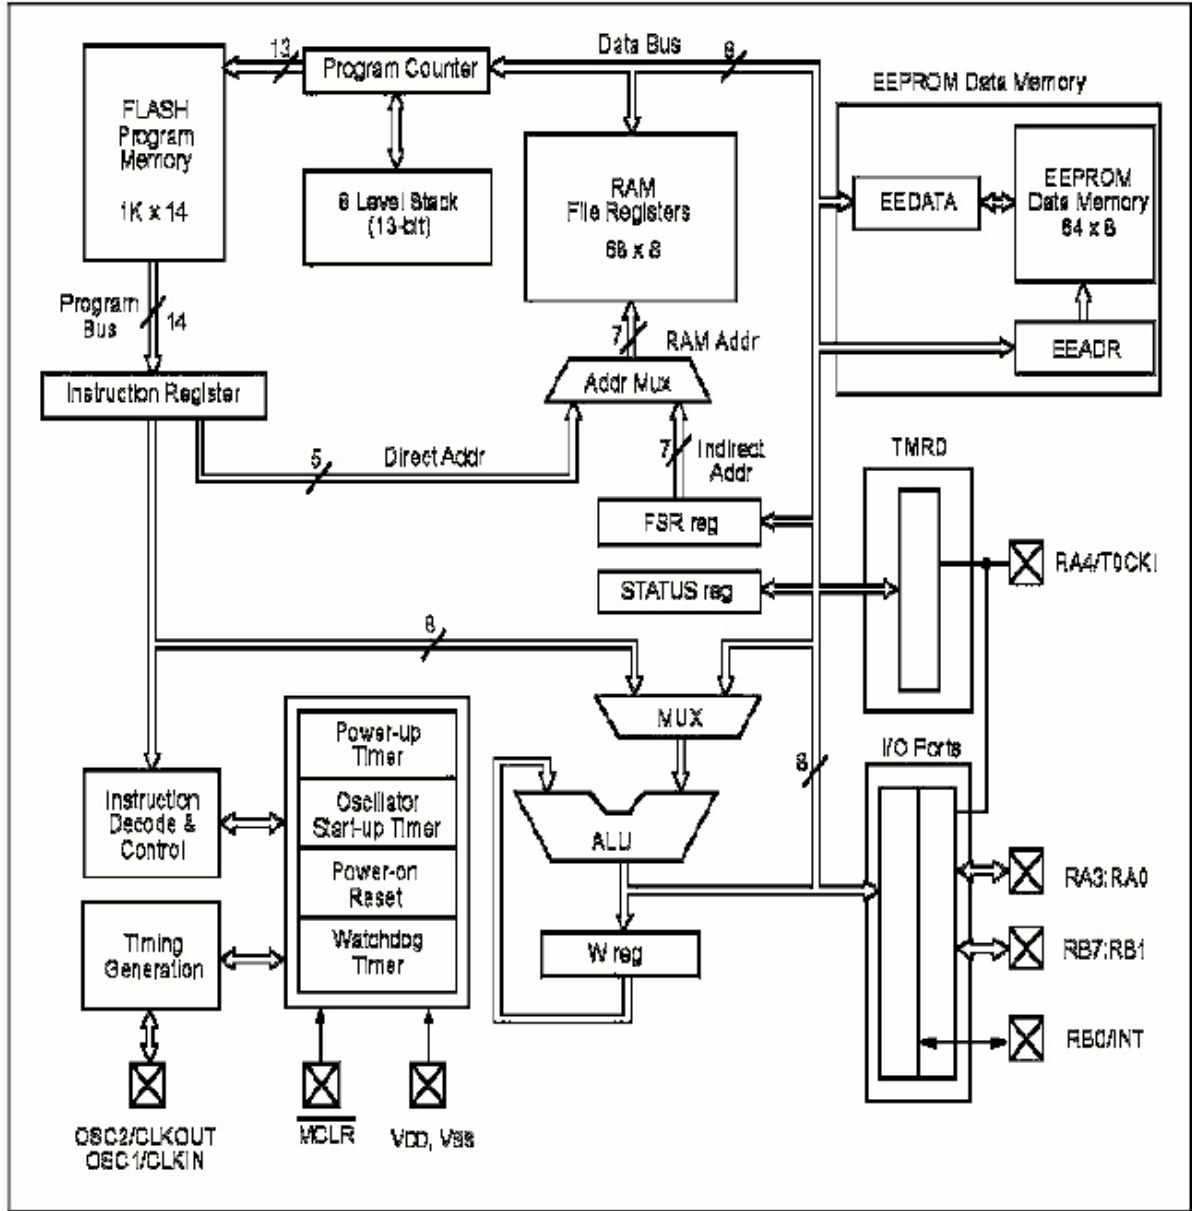 13
Program Counter
Data Bus
8
EEPROM Data Memory
FLASH
Program
Memory
1K x 14
8 Level Stack
(13-bit)
RAM
File Registers
68 x 8
EEDATA
EEPROM
Data Memory
64 x 8
EEADR
Program
Bus
14
7
RAM Addr
Addr Mux
Instruction Register
5
Direct Addr
7
Indirect
Addr
TMR0
FSR reg
RA4/T0CKI
STATUS reg
8
MUX
I/O Ports
8
Power-up
Timer
Instruction
Decode &
Control
Oscillator
Start-up Timer
ALU
Power-on
Reset
RA3:RA0
Timing
Generation
Watchdog
Timer
W reg
RB7:RB1
RB0/INT
OSC2/CLKOUT
OSC1/CLKIN
MCLR
VDD, VSS